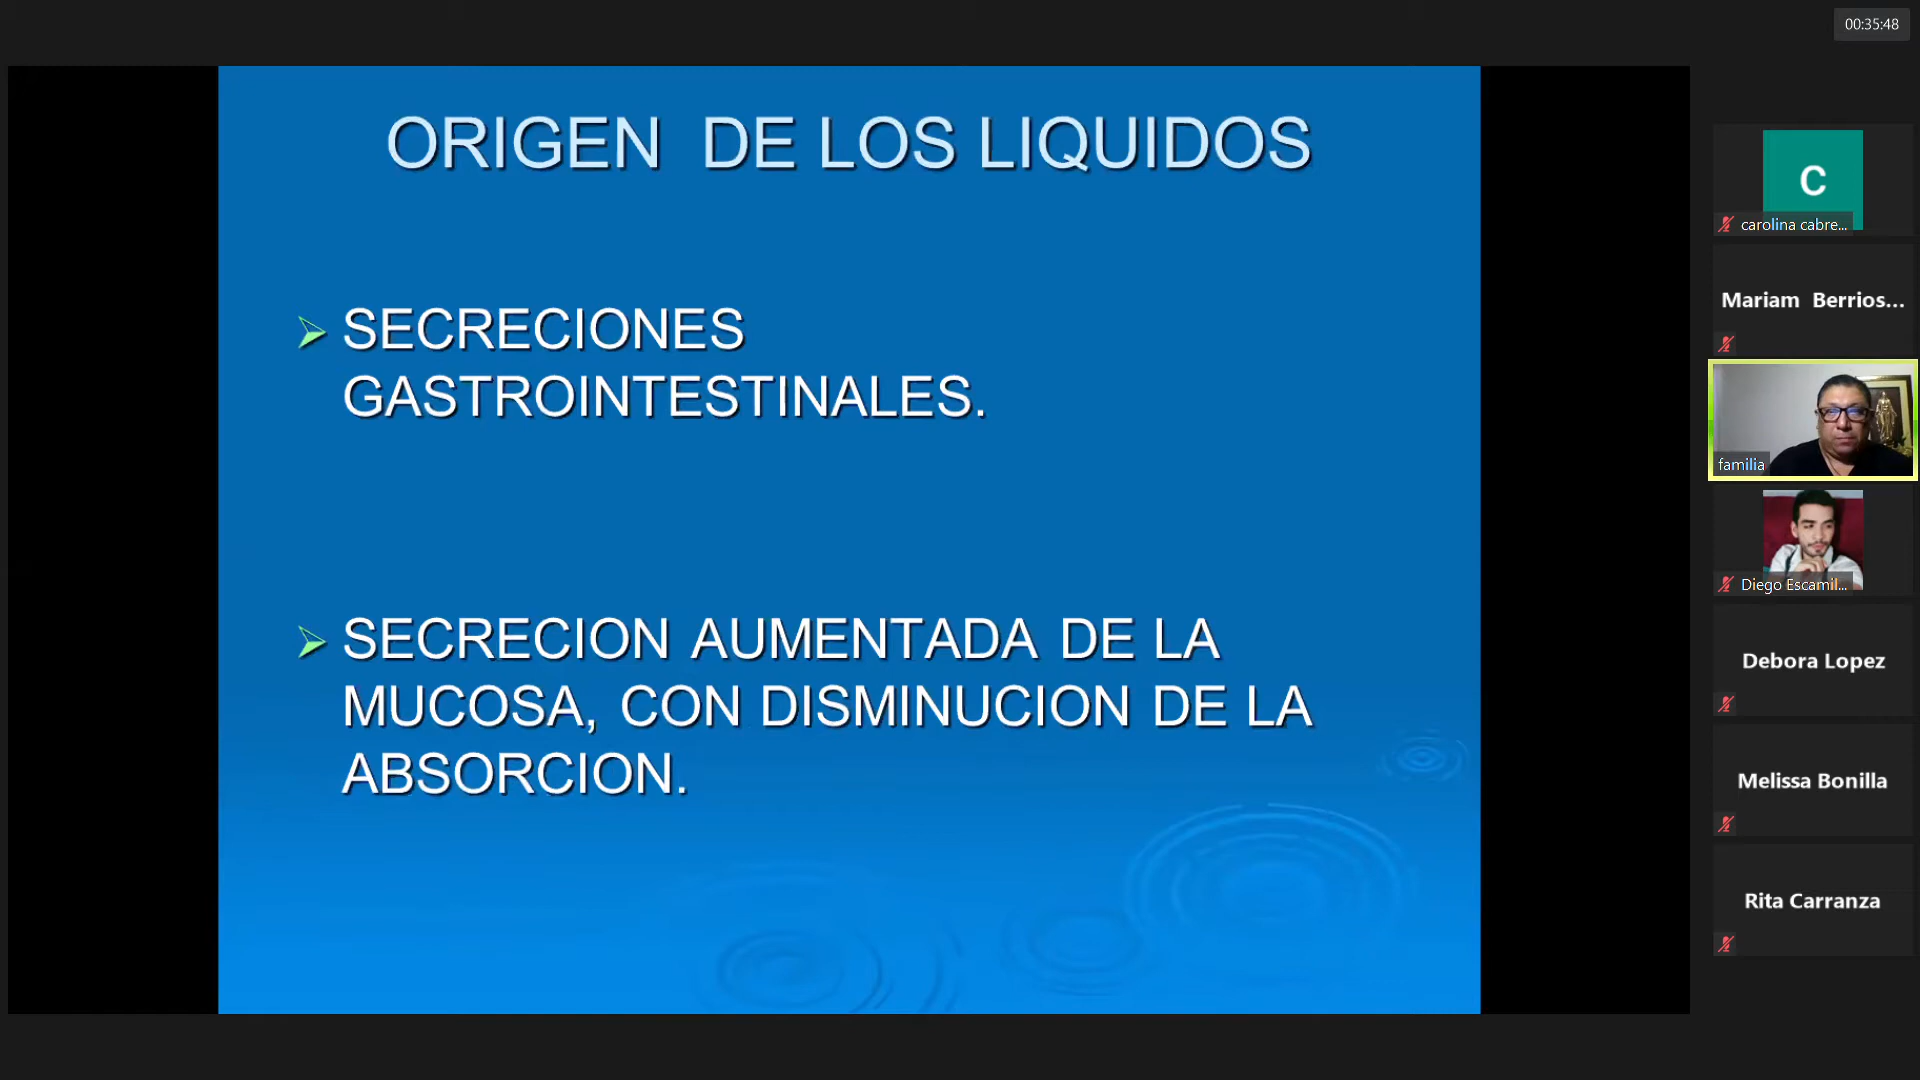 00:35:48
ORIGEN DE LOS LIQUIDOS
SECRECIONES
GASTROINTESTINALES.
SECRECION AUMENTADA DE LA
MUCOSA, CON DISMINUCION DE LA
ABSORCION.
C
carolina cabre...
Mariam Berrios...
familia
Diego Escamil...
Debora Lopez
Melissa Bonilla
Rita Carranza